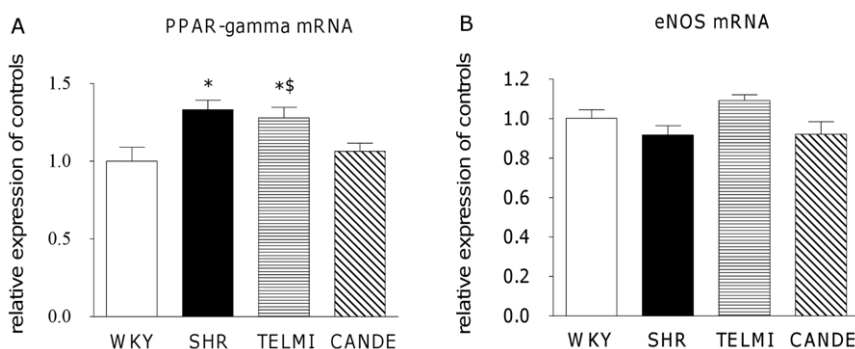 A
PPAR-gamma mRNA
relative expression of controls
1.5
1.0
0.5
0.0
*
*$
WKY SHR TELMI CANDE
B
eNOS mRNA
relative expression of controls
1.2
1.0
0.8
0.6
0.4
0.2
0.0
WKY SHR TELMI CANDE